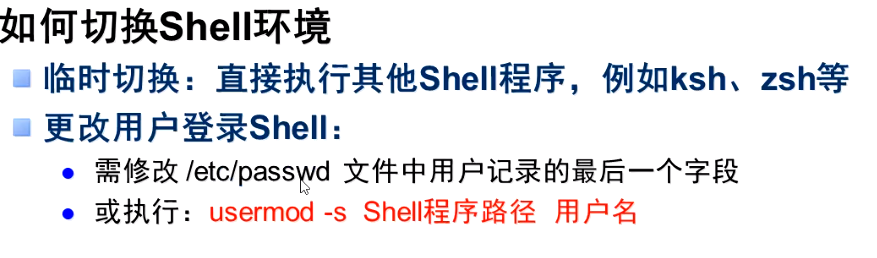 如何切换Shell环境
临时切换：直接执行其他Shell程序，例如ksh、zsh等
更改用户登录Shell：
需修改 /etc/passwd 文件中用户记录的最后一个字段
或执行：usermod -s Shell程序路径 用户名